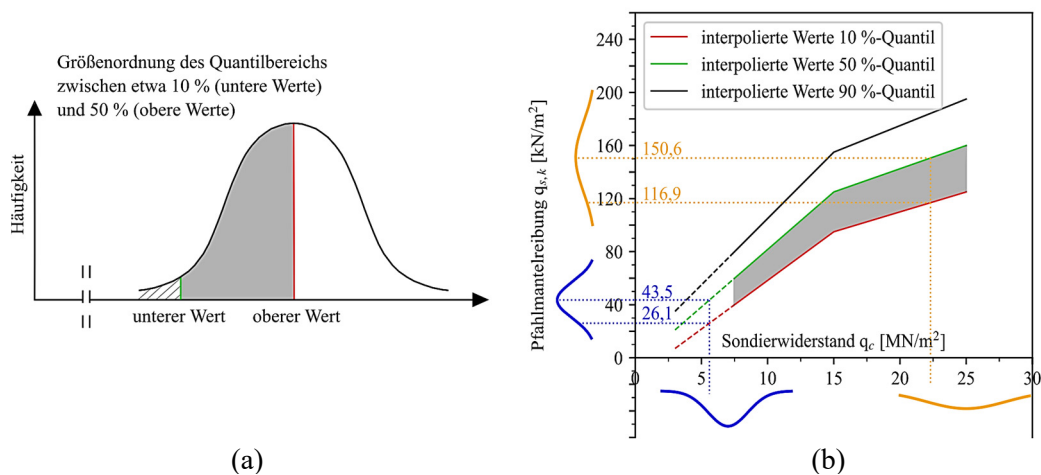 Größenordnung des Quantilbereichs
zwischen etwa 10 % (untere Werte)
und 50 % (obere Werte)
Häufigkeit
unterer Wert
oberer Wert
(a)
interpolierte Werte 10 %-Quantil
interpolierte Werte 50 %-Quantil
interpolierte Werte 90 %-Quantil
Pfahlmantelreibung q_{s,k} [kN/m²]
240
200
160
120
80
40
0
150,6
116,9
43,5
26,1
Sondierwiderstand q_c [MN/m²]
0 5 10 15 20 25 30
(b)